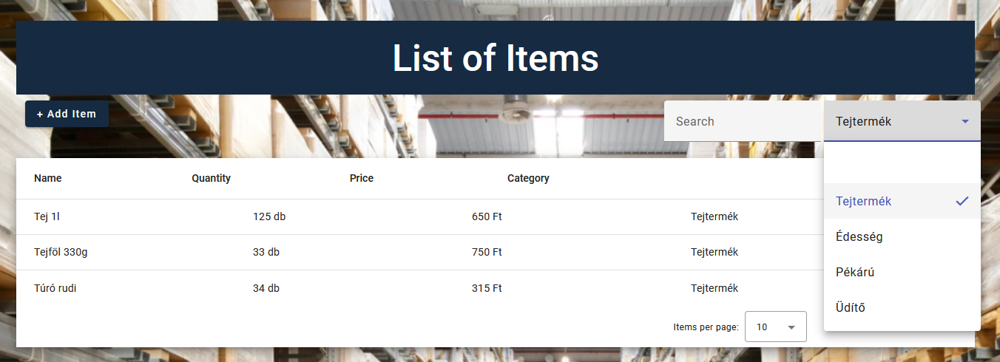 List of Items
+ Add Item
Search
Tejtermék
Name Quantity Price Category
Tej 1l 125 db 650 Ft Tejtermék
Tejföl 330g 33 db 750 Ft Tejtermék
Túró rudi 34 db 315 Ft Tejtermék
Items per page: 10
Tejtermék
Édesség
Pékárú
Üdítő